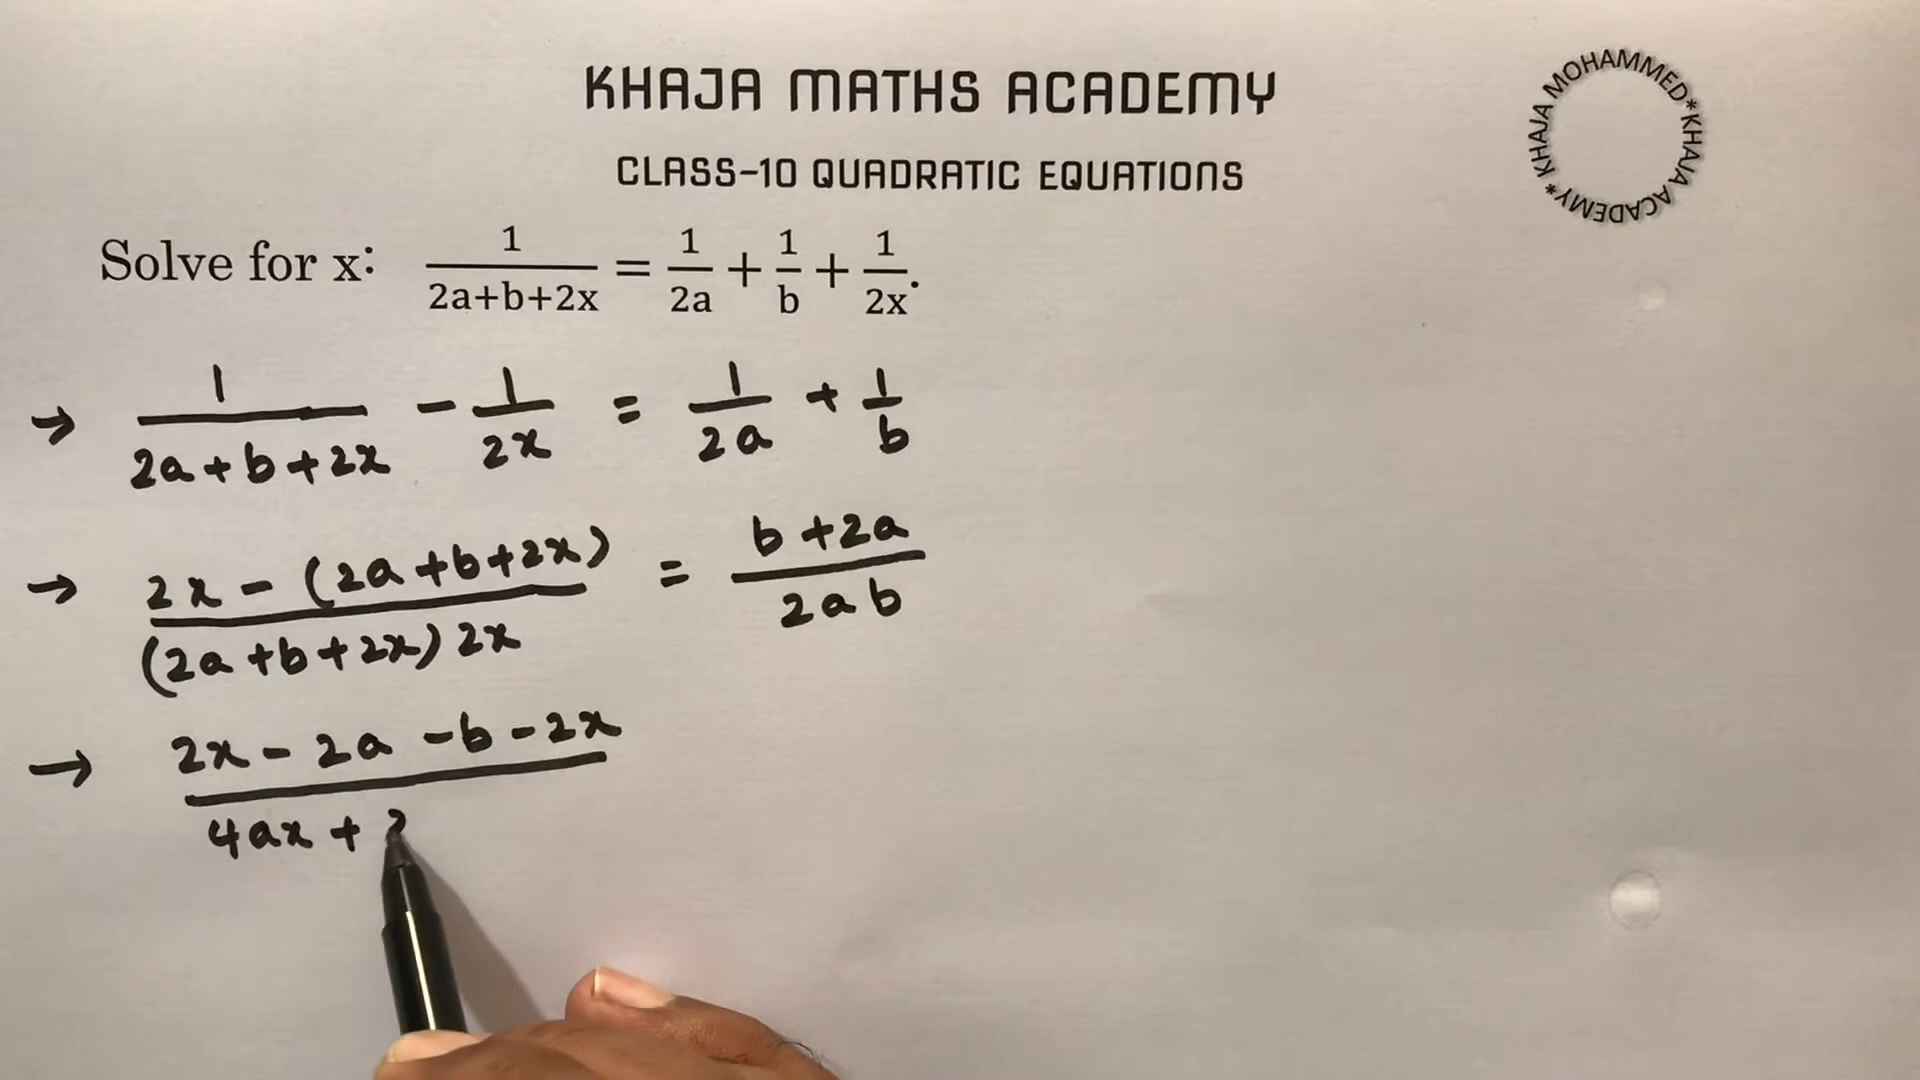 KHAJA MATHS ACADEMY
CLASS-10 QUADRATIC EQUATIONS
KHAJA MOHAMMED*KHAJA ACADEMY*
Solve for x: 1/(2a+b+2x) = 1/2a + 1/b + 1/2x.
→ 1/(2a+b+2x) - 1/2x = 1/2a + 1/b
→ (2x - (2a+b+2x))/((2a+b+2x)2x) = (b+2a)/2ab
→ (2x - 2a - b - 2x)/(4ax +